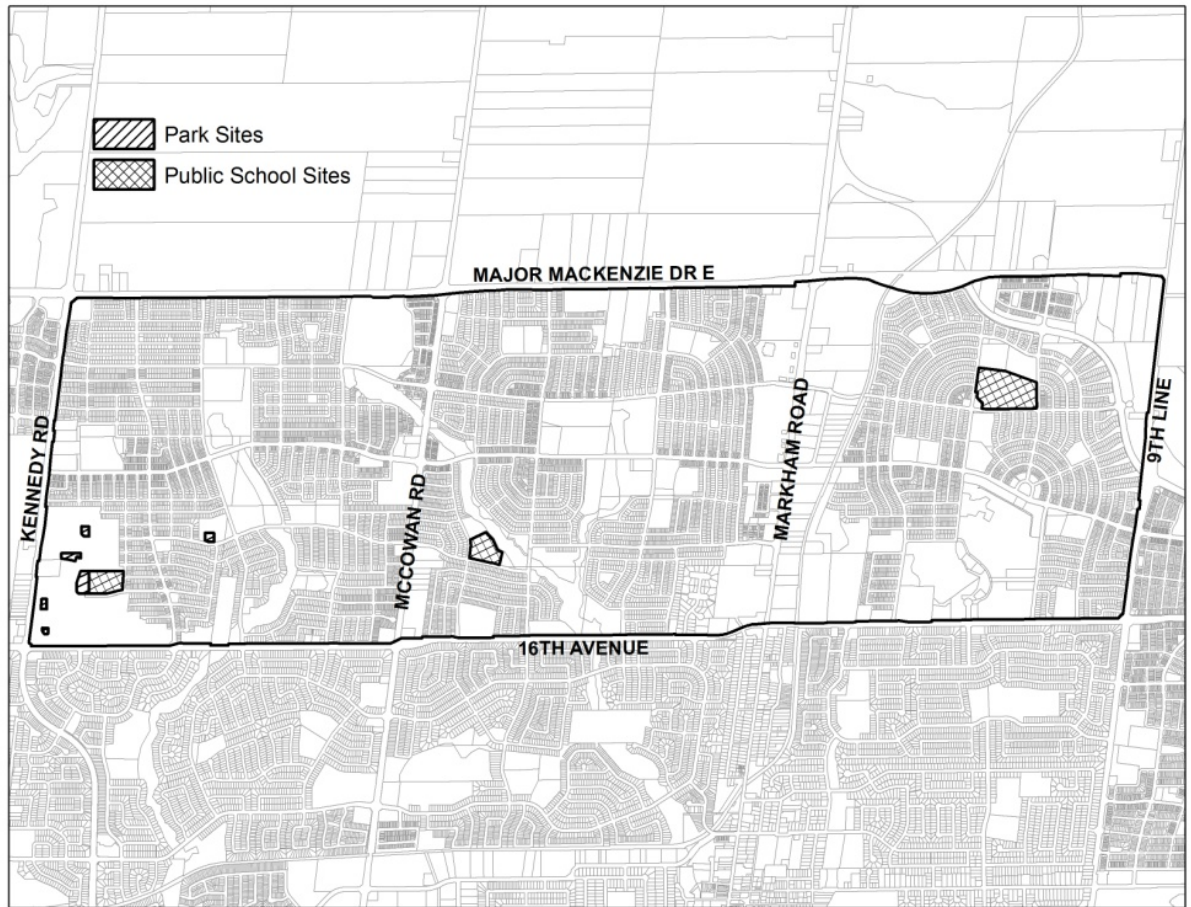 Park Sites
Public School Sites
MAJOR MACKENZIE DR E
KENNEDY RD
MCCOWAN RD
MARKHAM ROAD
9TH LINE
16TH AVENUE